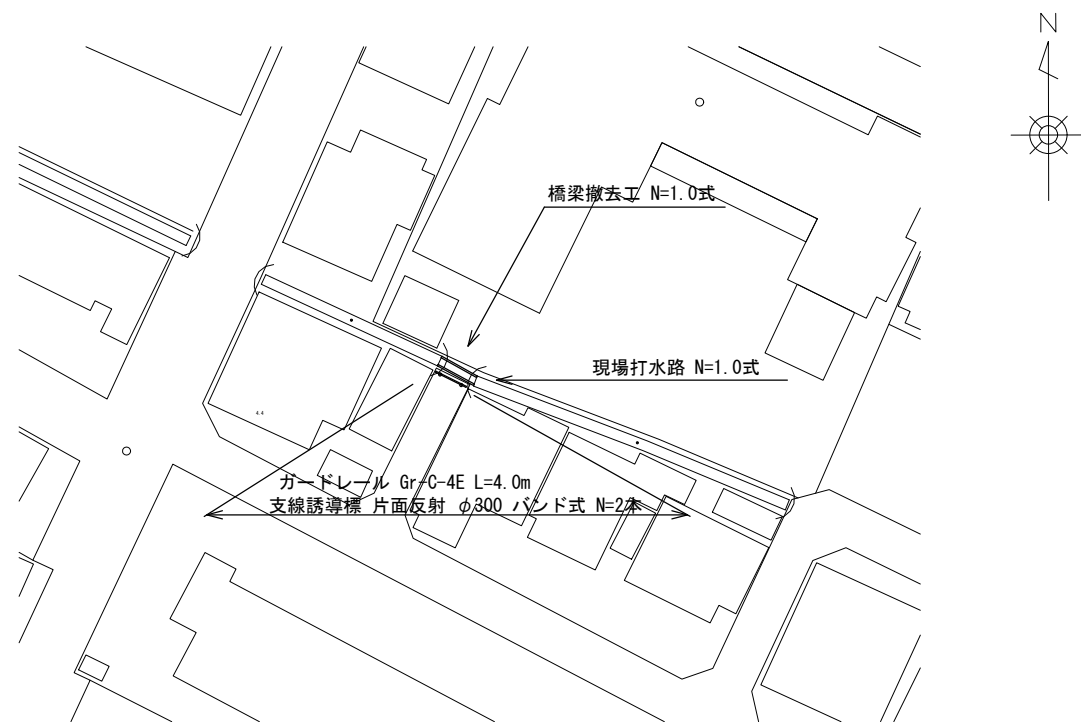 N
橋梁撤去工 N=1.0式
現場打水路 N=1.0式
4.4
ガードレール Gr-C-4E L=4.0m
支線誘導標 片面反射 φ300 バンド式 N=2本